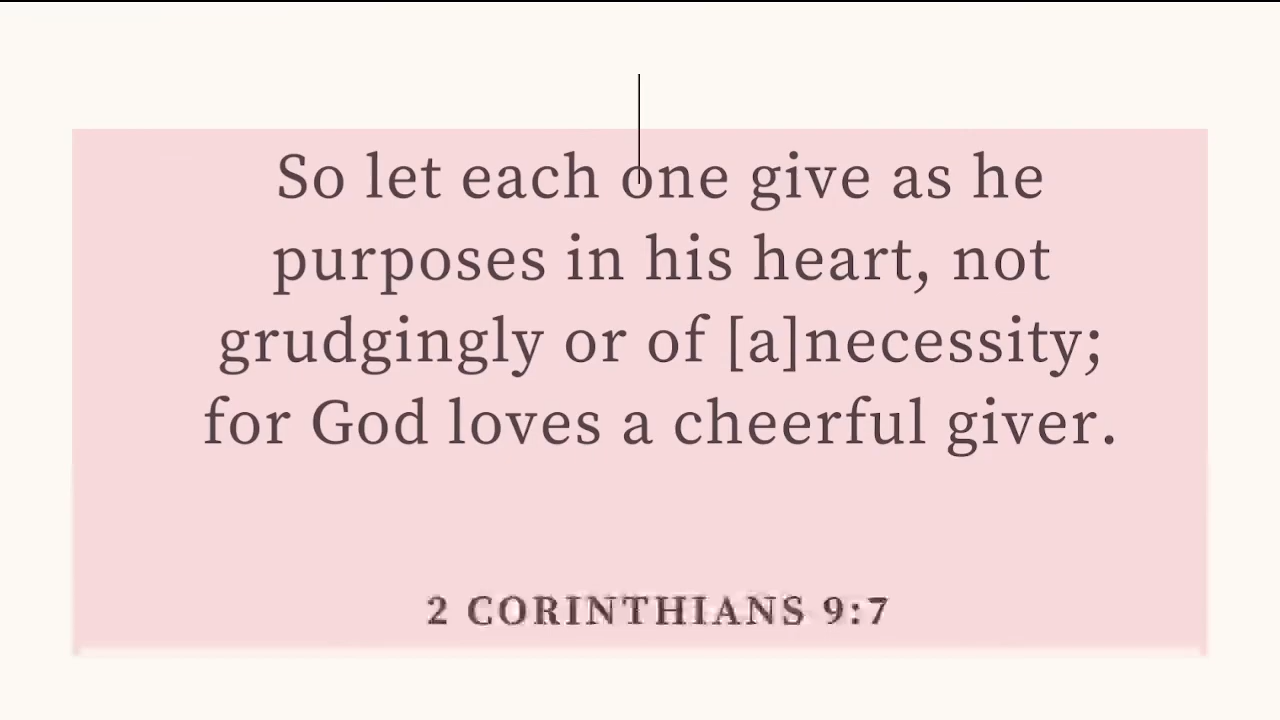 So let each one give as he
purposes in his heart, not
grudgingly or of [a]necessity;
for God loves a cheerful giver.
2 CORINTHIANS 9:7